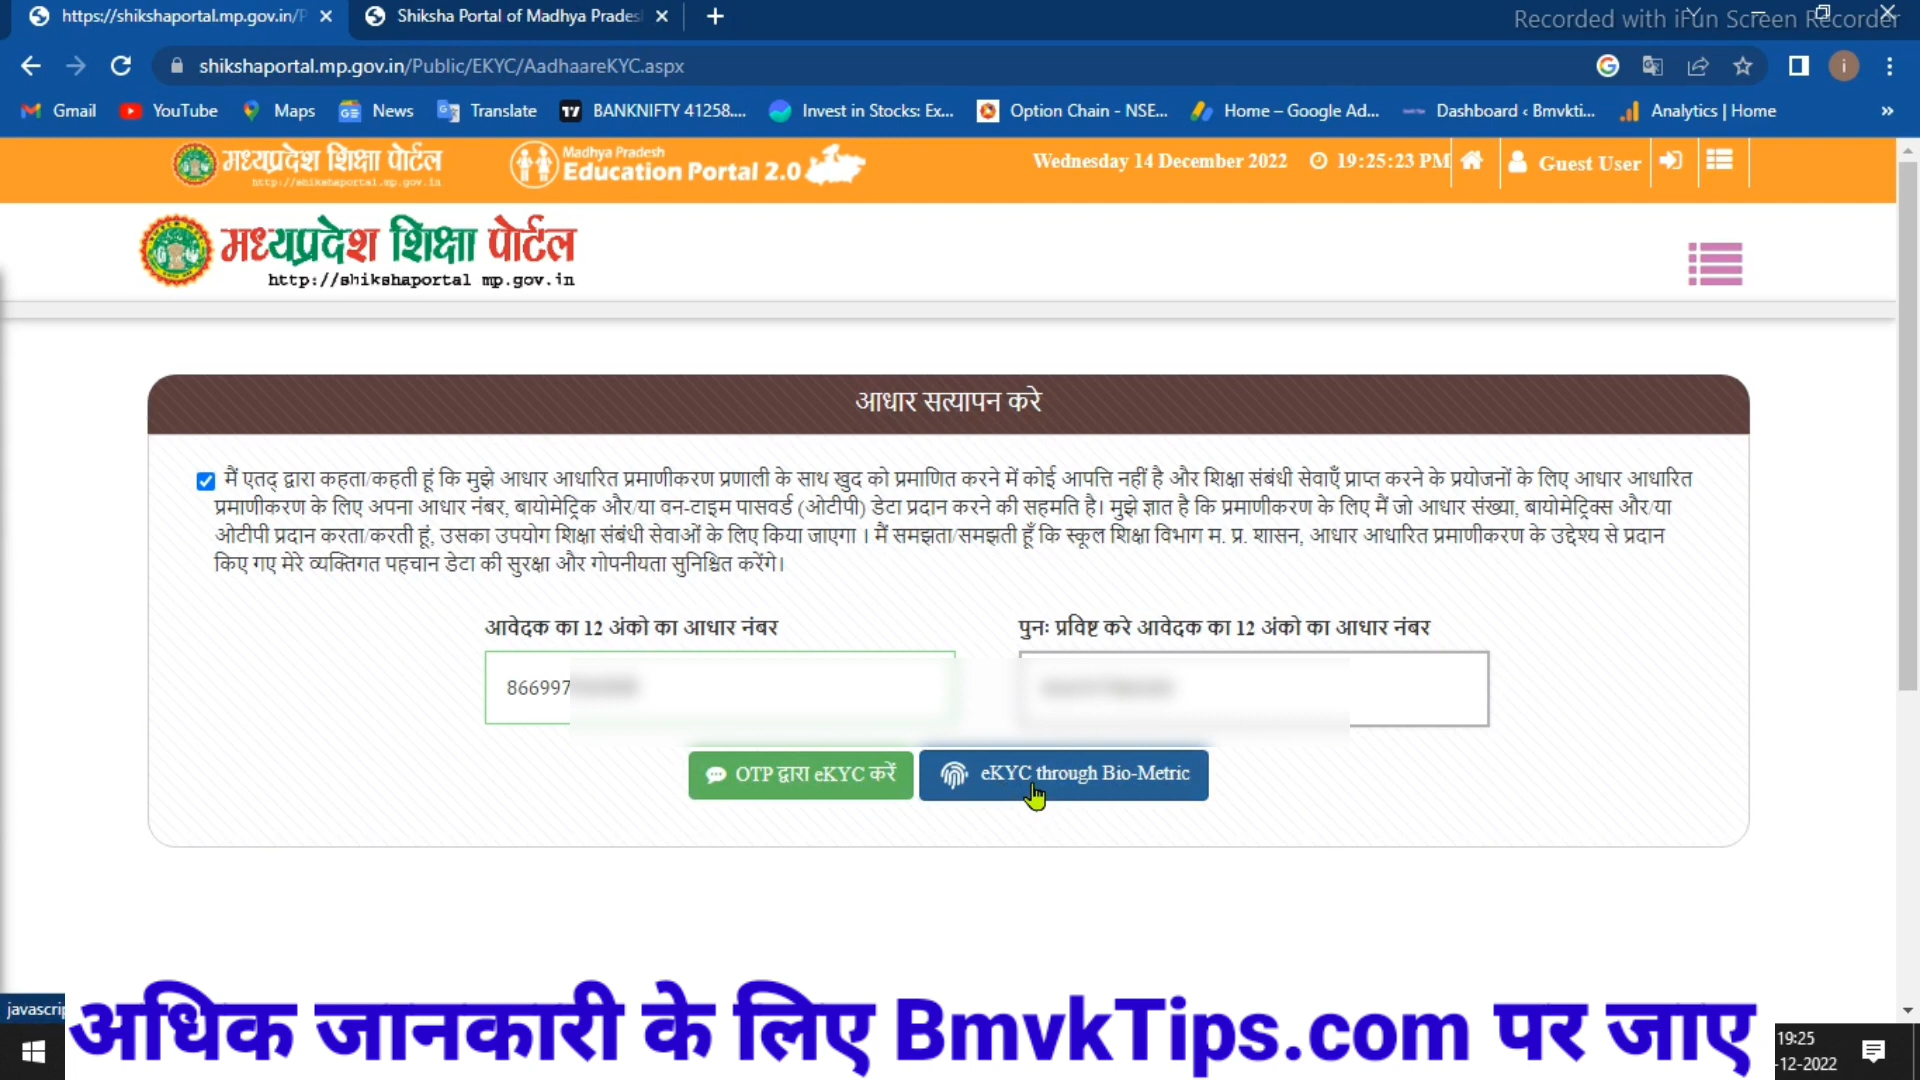 https://shikshaportal.mp.gov.in/P
Shiksha Portal of Madhya Prades
Recorded with iFun Screen Recorder
shikshaportal.mp.gov.in/Public/EKYC/AadhaareKYC.aspx
Gmail YouTube Maps News Translate BANKNIFTY 41258.... Invest in Stocks: Ex... Option Chain - NSE... Home – Google Ad... Dashboard ‹ Bmvkti... Analytics | Home »
मध्यप्रदेश शिक्षा पोर्टल
http://shikshaportal.mp.gov.in
Madhya Pradesh
Education Portal 2.0
Wednesday 14 December 2022 19:25:23 PM Guest User
मध्यप्रदेश शिक्षा पोर्टल
http://shikshaportal mp.gov.in
आधार सत्यापन करे
मैं एतद् द्वारा कहता/कहती हूं कि मुझे आधार आधारित प्रमाणीकरण प्रणाली के साथ खुद को प्रमाणित करने में कोई आपत्ति नहीं है और शिक्षा संबंधी सेवाएँ प्राप्त करने के प्रयोजनों के लिए आधार आधारित
प्रमाणीकरण के लिए अपना आधार नंबर, बायोमेट्रिक और/या वन-टाइम पासवर्ड (ओटीपी) डेटा प्रदान करने की सहमति है। मुझे ज्ञात है कि प्रमाणीकरण के लिए मैं जो आधार संख्या, बायोमेट्रिक्स और/या
ओटीपी प्रदान करता/करती हूं, उसका उपयोग शिक्षा संबंधी सेवाओं के लिए किया जाएगा । मैं समझता/समझती हूँ कि स्कूल शिक्षा विभाग म. प्र. शासन, आधार आधारित प्रमाणीकरण के उद्देश्य से प्रदान
किए गए मेरे व्यक्तिगत पहचान डेटा की सुरक्षा और गोपनीयता सुनिश्चित करेंगे।
आवेदक का 12 अंको का आधार नंबर
पुनः प्रविष्ट करे आवेदक का 12 अंको का आधार नंबर
866997
OTP द्वारा eKYC करें
eKYC through Bio-Metric
javascrip
अधिक जानकारी के लिए BmvkTips.com पर जाए
19:25
-12-2022